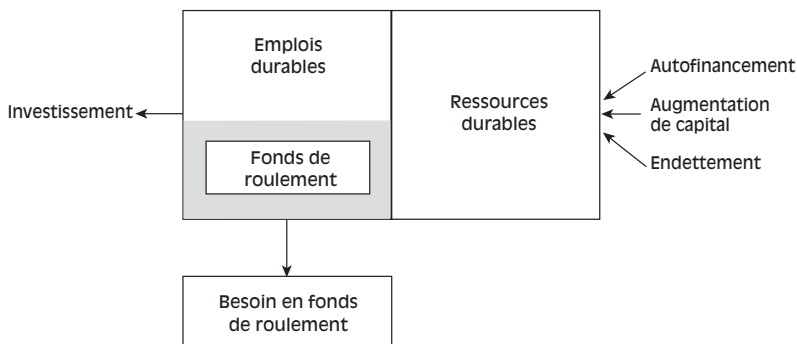 Emplois
durables
Investissement
Ressources
durables
Autofinancement
Augmentation
de capital
Endettement
Fonds de
roulement
Besoin en fonds
de roulement